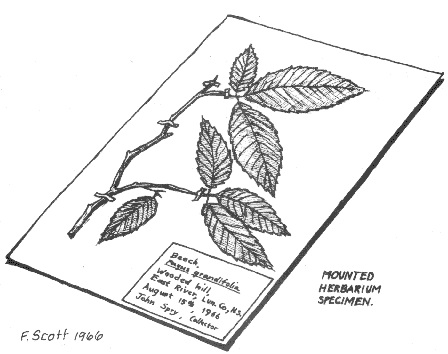 Beech
Fagus grandifolia
Wooded hill,
East River, Lun. Co, N.S.
August 15th, 1966
John Spry, Collector
MOUNTED
HERBARIUM
SPECIMEN.
F. Scott 1966